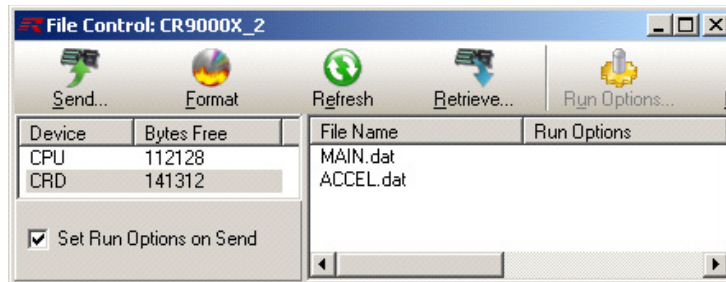 File Control: CR9000X_2
Send... Format Refresh Retrieve... Run Options...
Device Bytes Free
CPU 112128
CRD 141312
Set Run Options on Send
File Name Run Options
MAIN.dat
ACCEL.dat